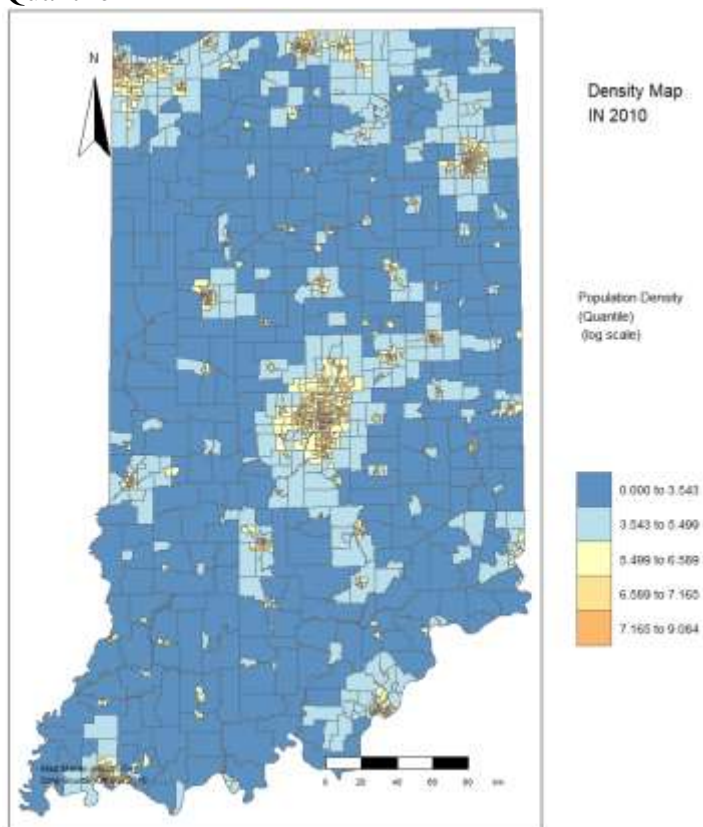 N
Density Map
IN 2010
Population Density
(Quantile)
(log scale)
0.000 to 3.543
3.543 to 5.499
5.499 to 6.589
6.589 to 7.165
7.165 to 9.084
0 20 40 60 80 km